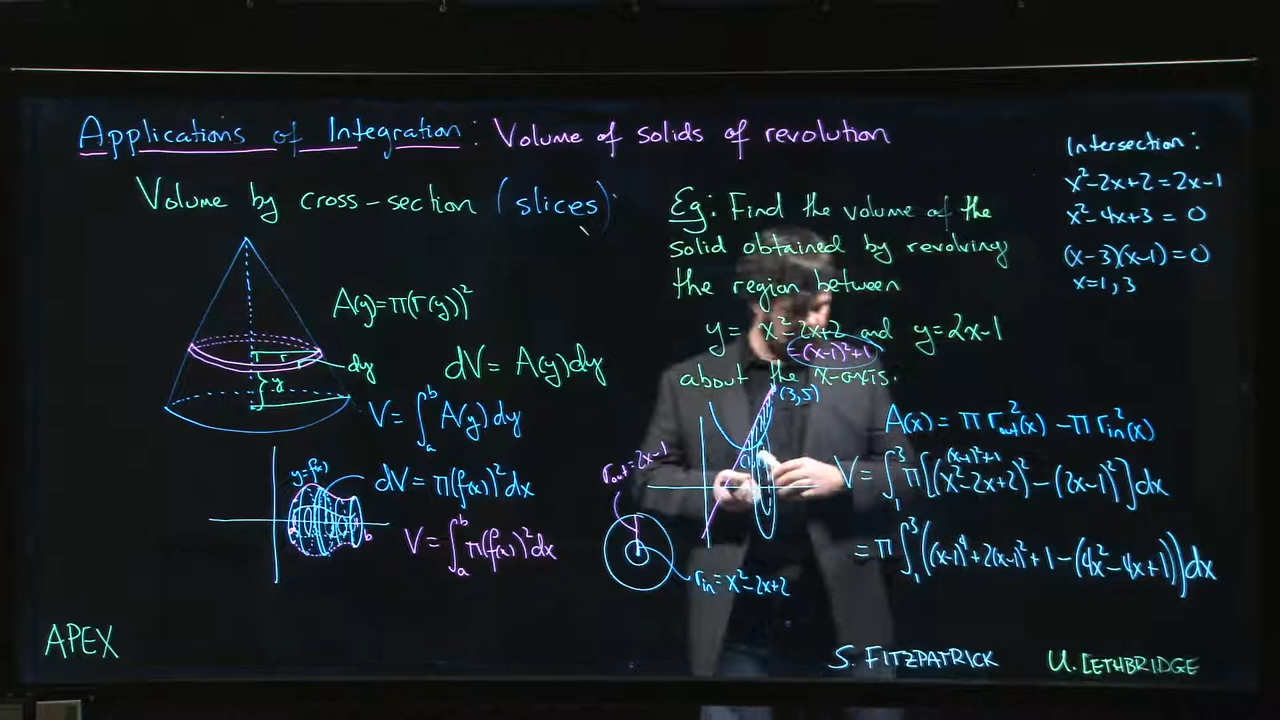 Applications of Integration: Volume of solids of revolution
Volume by cross-section (slices):
A(y)=π(r(y))²
r
y
dy
dV = A(y)dy
V = ∫ₐᵇ A(y) dy
y=f(x)
a
b
dV = π(f(x))²dx
V = ∫ₐᵇ π(f(x))²dx
APEX
Eg: Find the volume of the
solid obtained by revolving
the region between
y = x²-2x+2 and y=2x-1
=(x-1)²+1
about the x-axis.
(3,5)
r_out=2x-1
r_in=x²-2x+2
Intersection:
x²-2x+2=2x-1
x²-4x+3=0
(x-3)(x-1)=0
x=1,3
A(x) = π r_out²(x) - π r_in²(x)
(x-1)²+1
V = ∫₁³ π[(x²-2x+2)² - (2x-1)²]dx
= π∫₁³((x-1)⁴+2(x-1)²+1-(4x²-4x+1))dx
S. FITZPATRICK
U. LETHBRIDGE